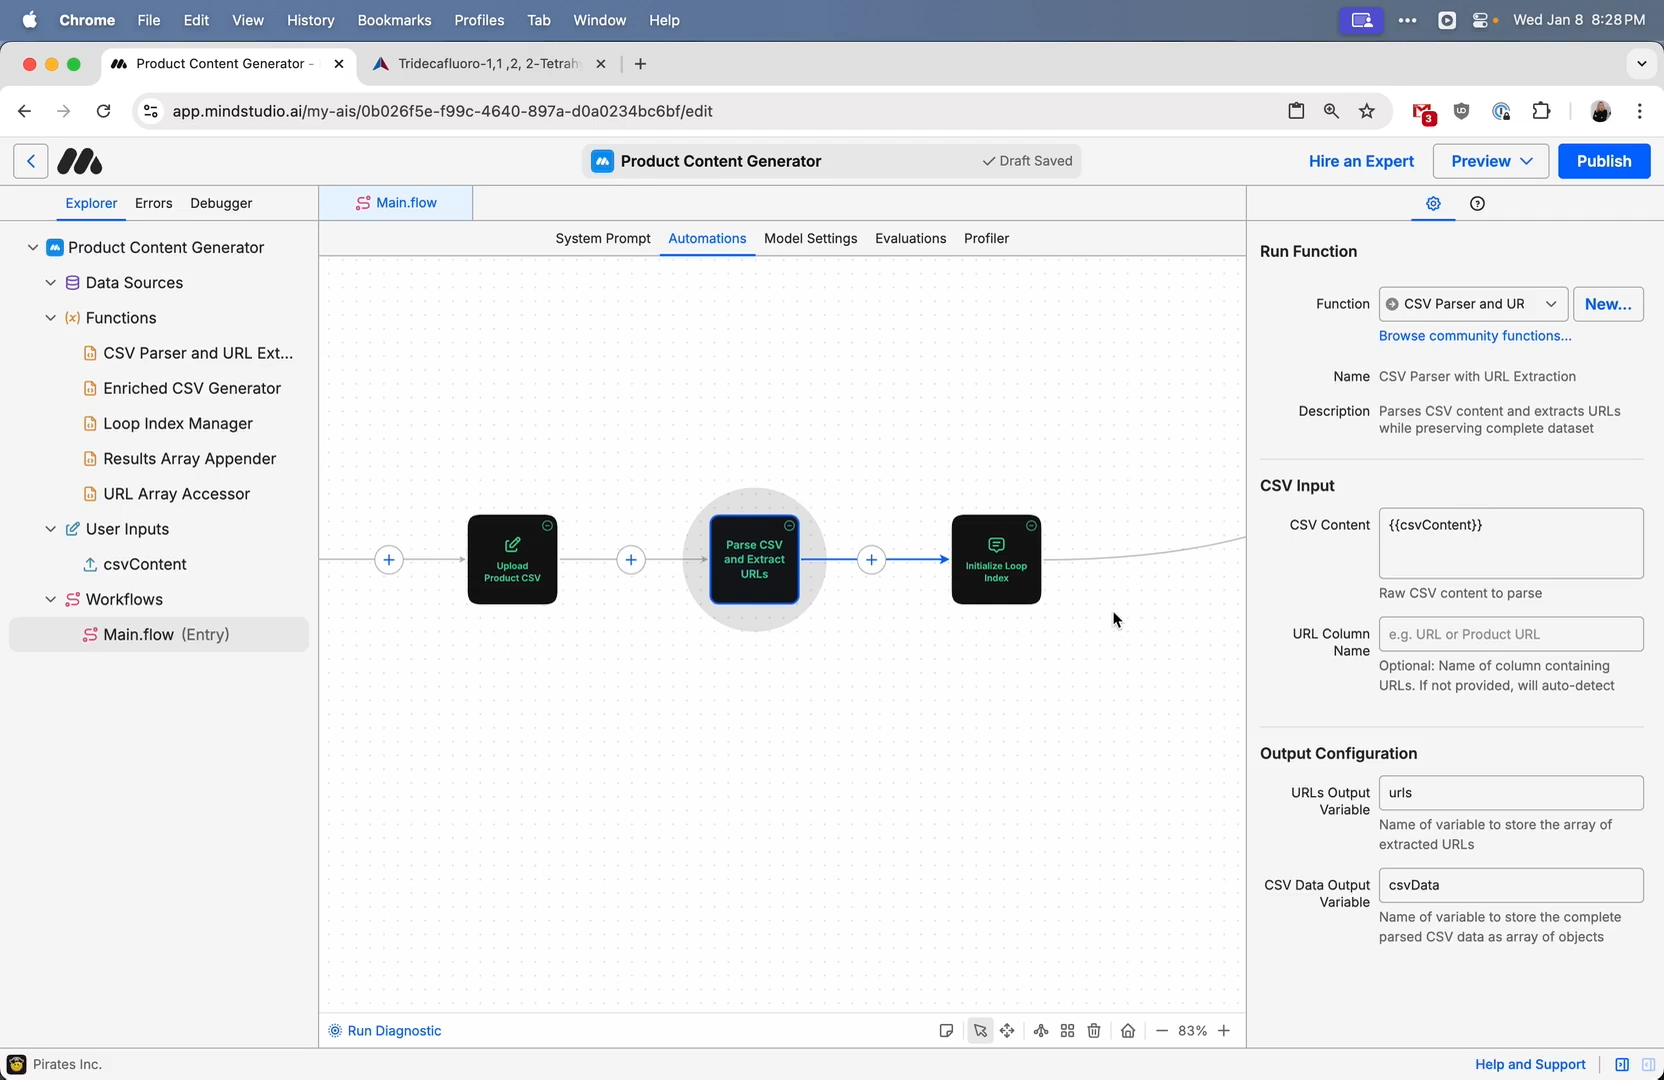 Chrome File Edit View History Bookmarks Profiles Tab Window Help
Wed Jan 8 8:28 PM
Product Content Generator -
Tridecafluoro-1,1 ,2, 2-Tetrah
app.mindstudio.ai/my-ais/0b026f5e-f99c-4640-897a-d0a0234bc6bf/edit
3
Product Content Generator
Draft Saved
Hire an Expert
Preview
Publish
Explorer Errors Debugger
Product Content Generator
Data Sources
Functions
CSV Parser and URL Ext...
Enriched CSV Generator
Loop Index Manager
Results Array Appender
URL Array Accessor
User Inputs
csvContent
Workflows
Main.flow (Entry)
Main.flow
System Prompt Automations Model Settings Evaluations Profiler
Upload
Product CSV
Parse CSV
and Extract
URLs
Initialize Loop
Index
Run Diagnostic
83%
Run Function
Function
CSV Parser and UR
New...
Browse community functions...
Name CSV Parser with URL Extraction
Description Parses CSV content and extracts URLs
while preserving complete dataset
CSV Input
CSV Content
{{csvContent}}
Raw CSV content to parse
URL Column
Name
e.g. URL or Product URL
Optional: Name of column containing
URLs. If not provided, will auto-detect
Output Configuration
URLs Output
Variable
urls
Name of variable to store the array of
extracted URLs
CSV Data Output
Variable
csvData
Name of variable to store the complete
parsed CSV data as array of objects
Pirates Inc.
Help and Support